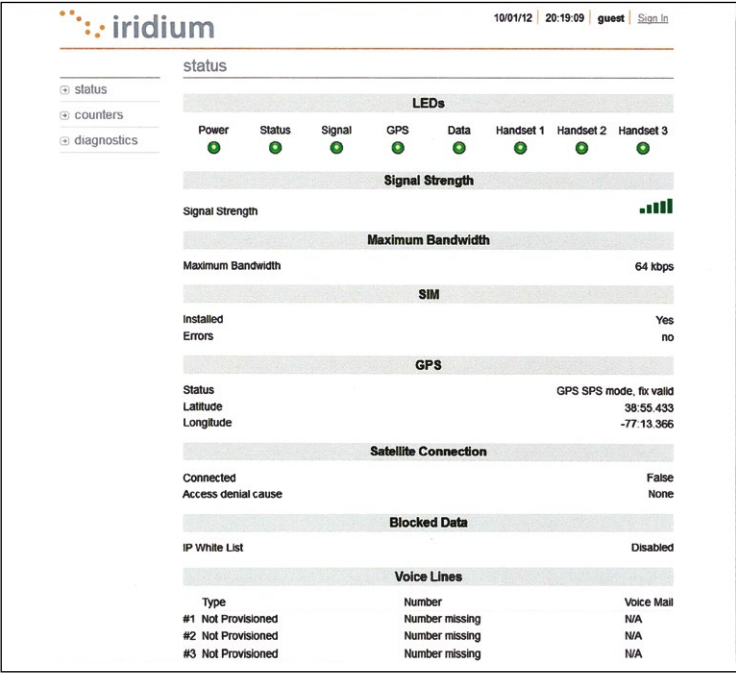 iridium
10/01/12 20:19:09 guest Sign In
status
status
counters
diagnostics
LEDs
Power Status Signal GPS Data Handset 1 Handset 2 Handset 3
Signal Strength
Signal Strength
Maximum Bandwidth
Maximum Bandwidth 64 kbps
SIM
Installed Yes
Errors no
GPS
Status GPS SPS mode, fix valid
Latitude 38:55.433
Longitude -77:13.366
Satellite Connection
Connected False
Access denial cause None
Blocked Data
IP White List Disabled
Voice Lines
Type Number Voice Mail
#1 Not Provisioned Number missing N/A
#2 Not Provisioned Number missing N/A
#3 Not Provisioned Number missing N/A